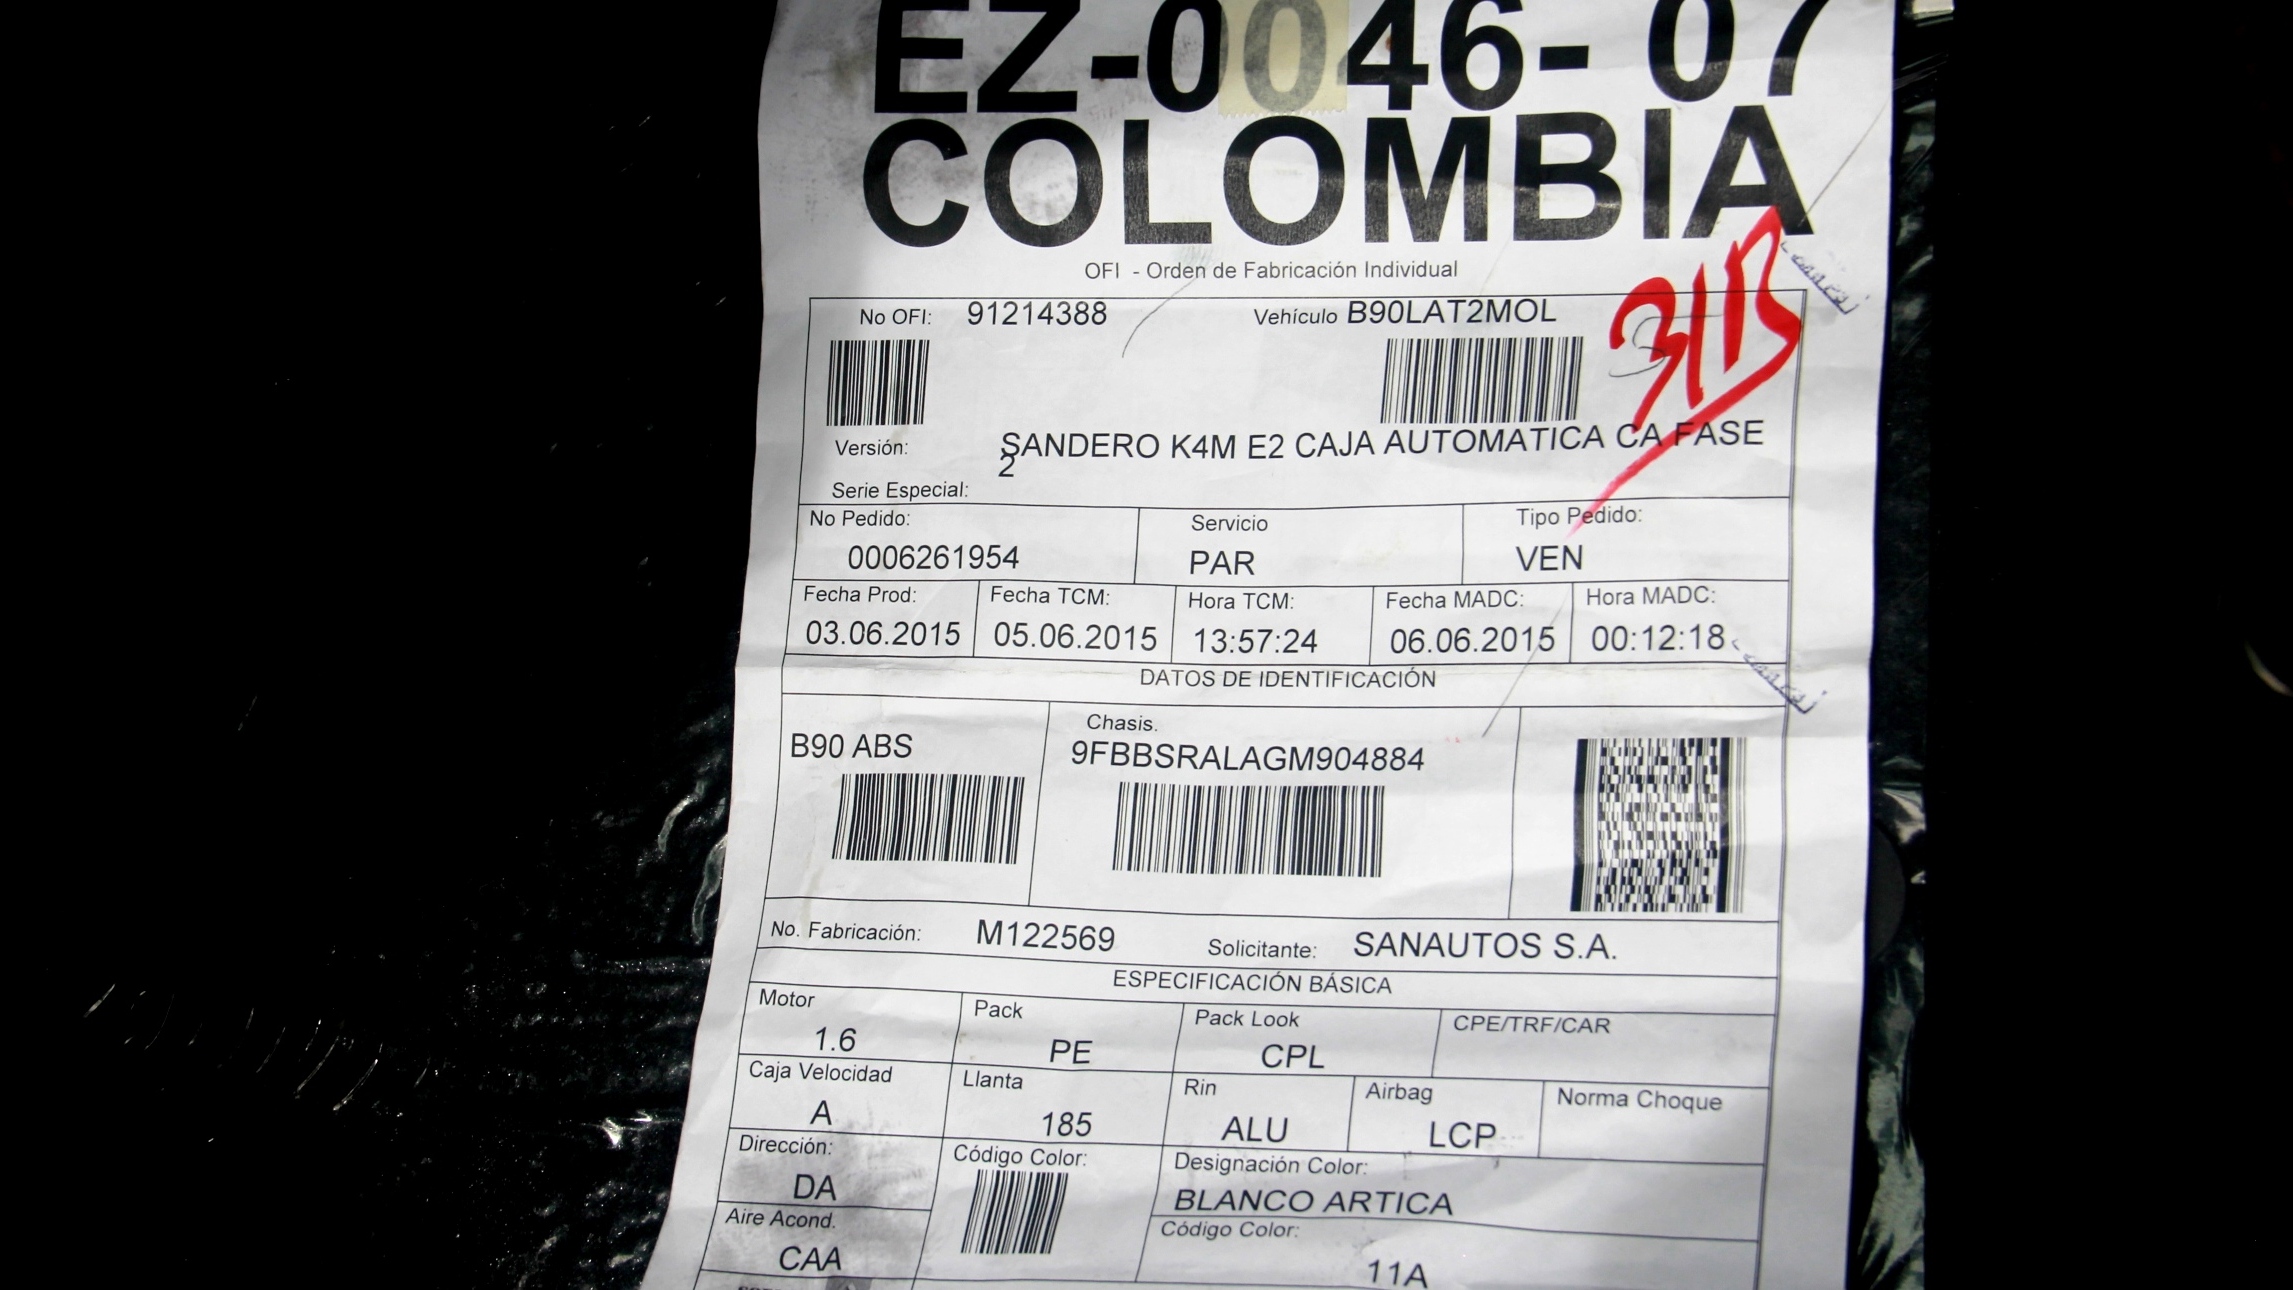 EZ-0046-07
COLOMBIA
OFI - Orden de Fabricación Individual
No OFI: 91214388 Vehículo B90LAT2MOL
Versión: SANDERO K4M E2 CAJA AUTOMATICA CA FASE
2
Serie Especial:
No Pedido: Servicio Tipo Pedido:
0006261954 PAR VEN
Fecha Prod: Fecha TCM: Hora TCM: Fecha MADC: Hora MADC:
03.06.2015 05.06.2015 13:57:24 06.06.2015 00:12:18
DATOS DE IDENTIFICACIÓN
Chasis.
B90 ABS 9FBBSRALAGM904884
No. Fabricación: M122569 Solicitante: SANAUTOS S.A.
ESPECIFICACIÓN BÁSICA
Motor Pack Pack Look CPE/TRF/CAR
1.6 PE CPL
Caja Velocidad Llanta Rin Airbag Norma Choque
A 185 ALU LCP
Dirección: Código Color: Designación Color:
DA BLANCO ARTICA
Aire Acond. Código Color:
CAA 11A